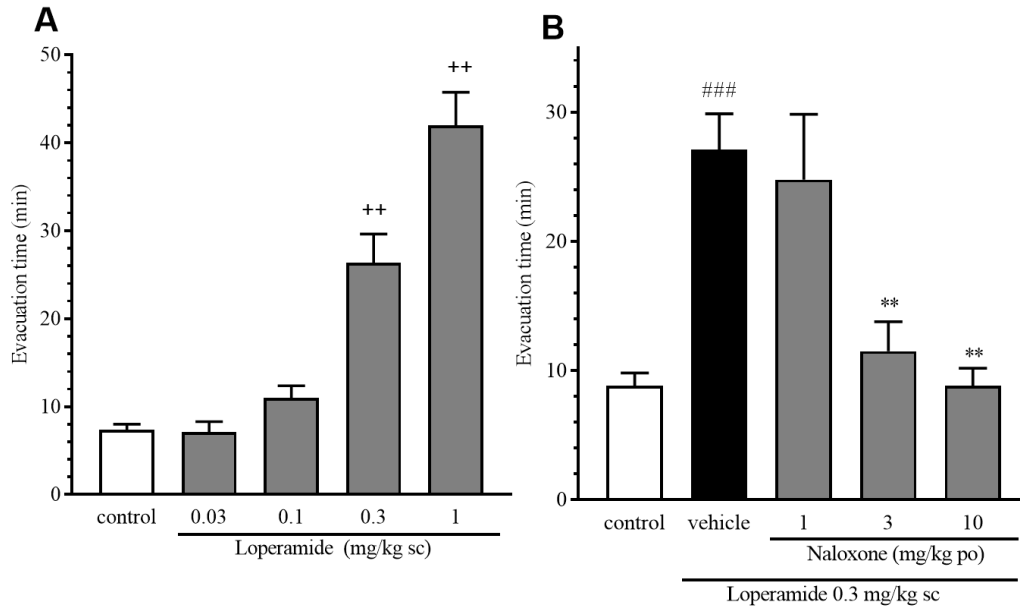 A
Evacuation time (min)
50
40
30
20
10
0
++
++
control
0.03
0.1
0.3
1
Loperamide (mg/kg sc)
B
Evacuation time (min)
30
20
10
0
###
**
**
control
vehicle
1
3
10
Naloxone (mg/kg po)
Loperamide 0.3 mg/kg sc